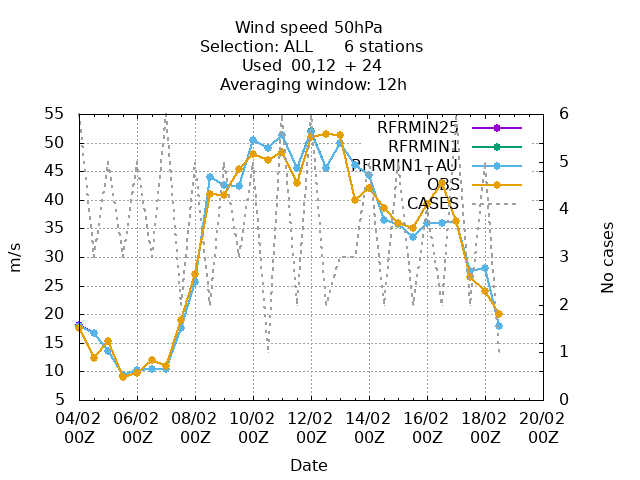 Wind speed 50hPa
Selection: ALL 6 stations
Used 00,12 + 24
Averaging window: 12h
RFRMIN25
RFRMIN1
RFRMIN1_AU
OBS
CASES
55
50
45
40
35
30
25
20
15
10
5
6
5
4
3
2
1
0
m/s
No cases
04/02 06/02 08/02 10/02 12/02 14/02 16/02 18/02 20/02
00Z 00Z 00Z 00Z 00Z 00Z 00Z 00Z 00Z
Date